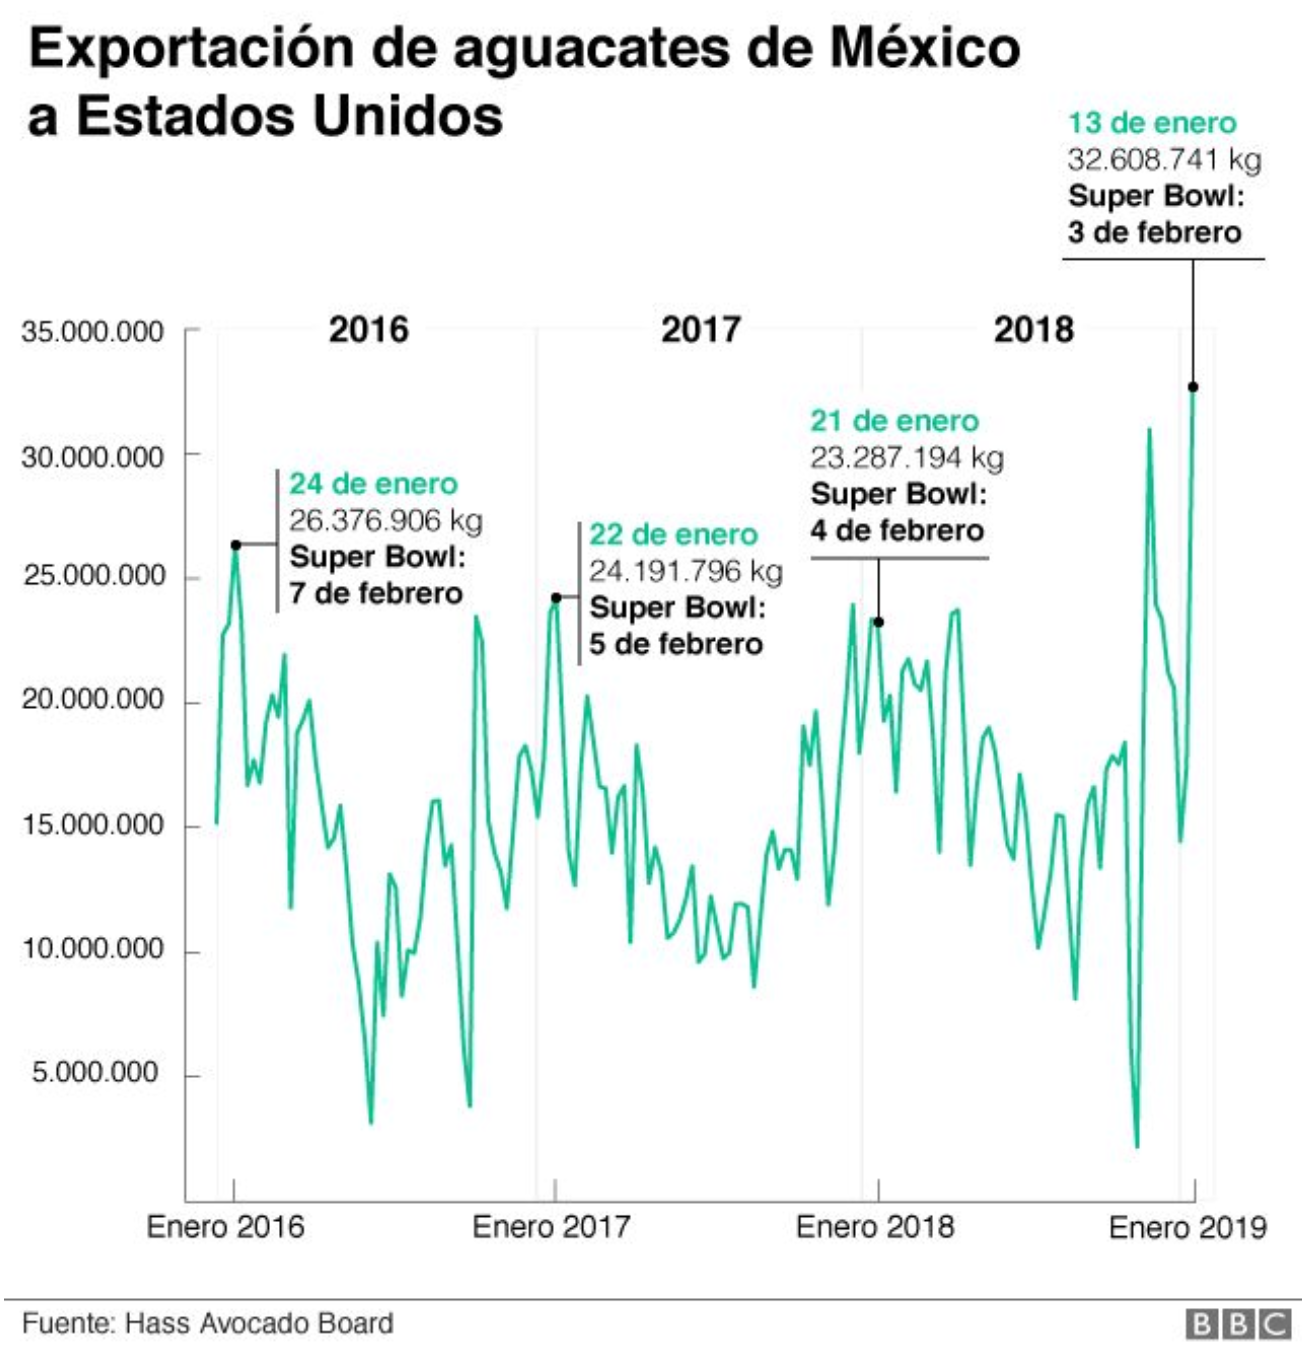 Exportación de aguacates de México
a Estados Unidos
13 de enero
32.608.741 kg
Super Bowl:
3 de febrero
35.000.000
2016
2017
2018
21 de enero
23.287.194 kg
Super Bowl:
4 de febrero
30.000.000
24 de enero
26.376.906 kg
Super Bowl:
7 de febrero
22 de enero
24.191.796 kg
Super Bowl:
5 de febrero
25.000.000
20.000.000
15.000.000
10.000.000
5.000.000
Enero 2016
Enero 2017
Enero 2018
Enero 2019
Fuente: Hass Avocado Board
BBC